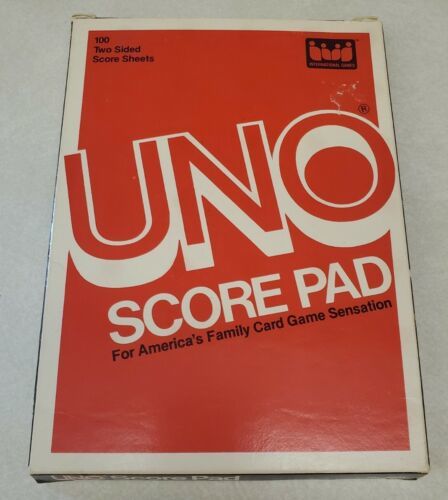 100
Two Sided
Score Sheets
INTERNATIONAL GAMES
UNO®
SCORE PAD
For America's Family Card Game Sensation
UNO Score Pad